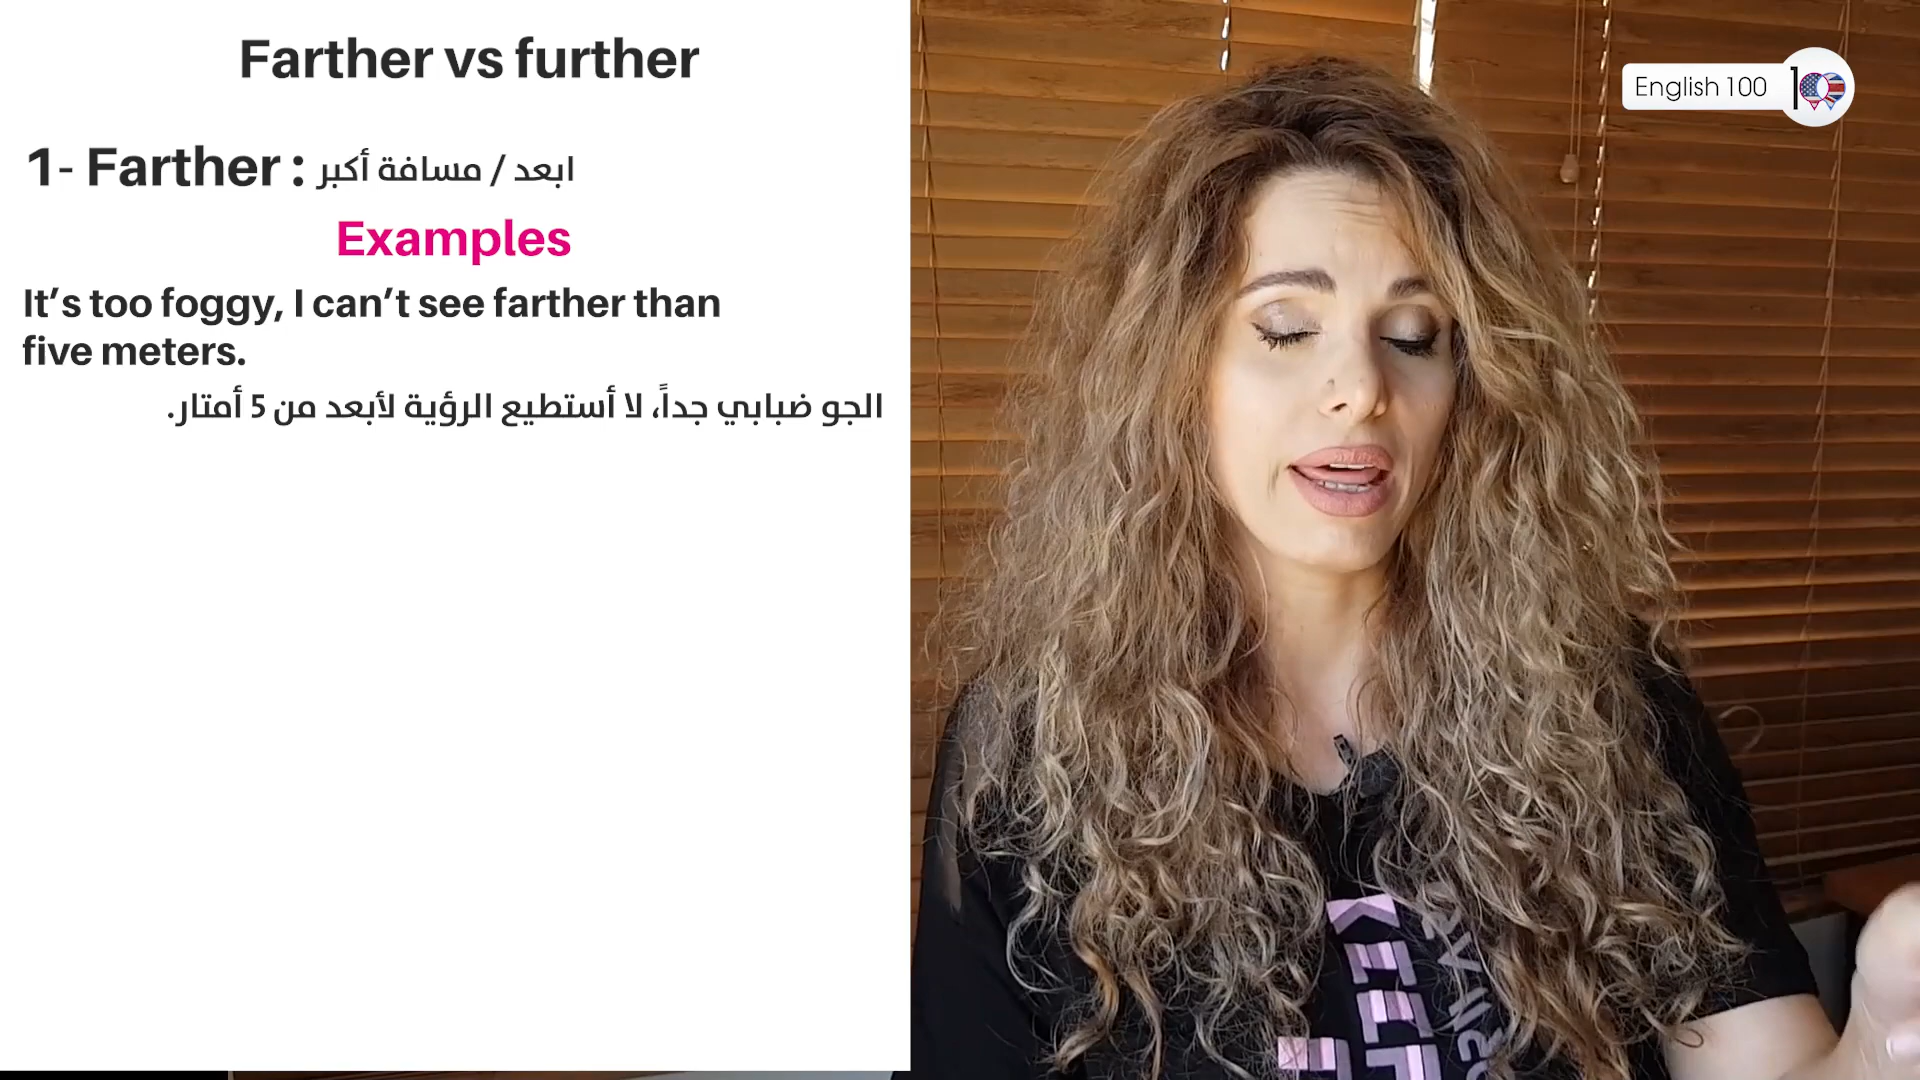 Farther vs further
1- Farther : ابعد / مسافة أكبر
Examples
It’s too foggy, I can’t see farther than
five meters.
الجو ضبابي جداً، لا أستطيع الرؤية لأبعد من 5 أمتار.
English 100
KEEP